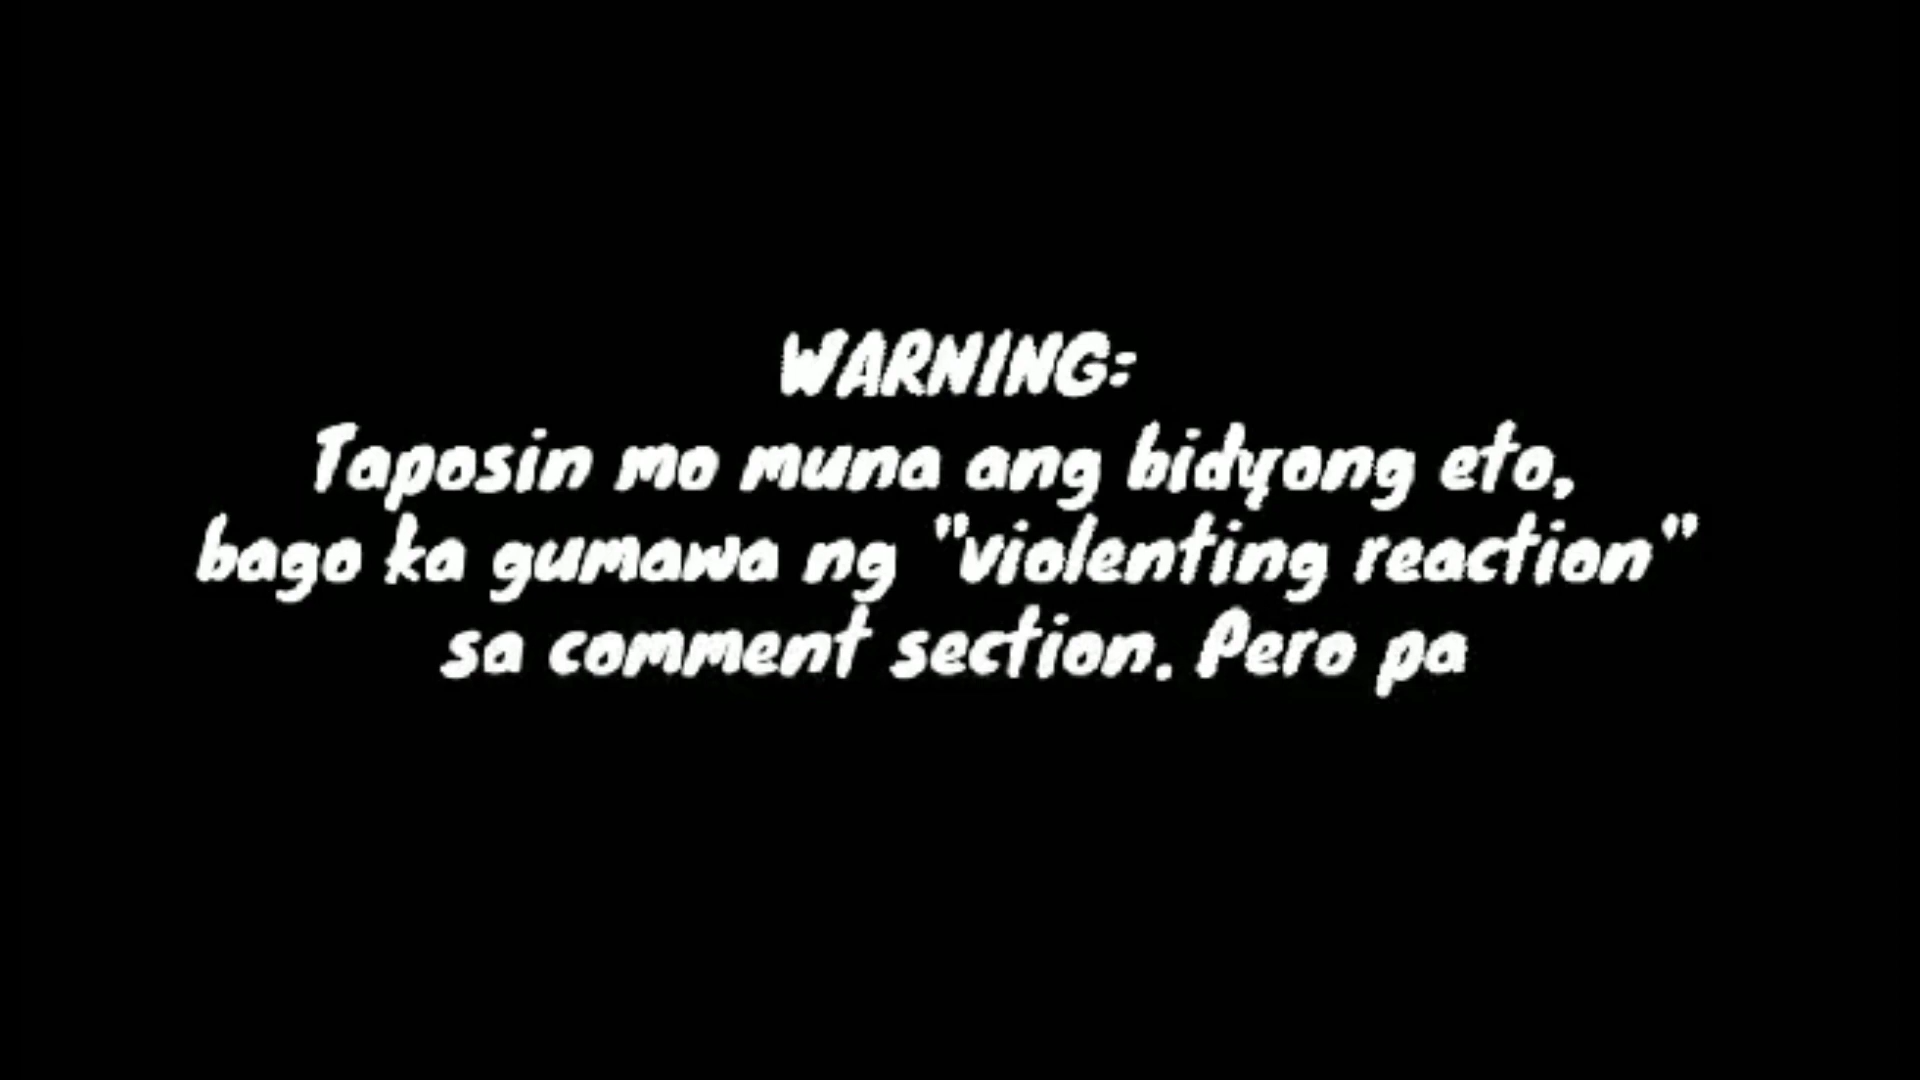 WARNING:
Taposin mo muna ang bidyong eto,
bago ka gumawa ng "violenting reaction"
sa comment section. Pero pa